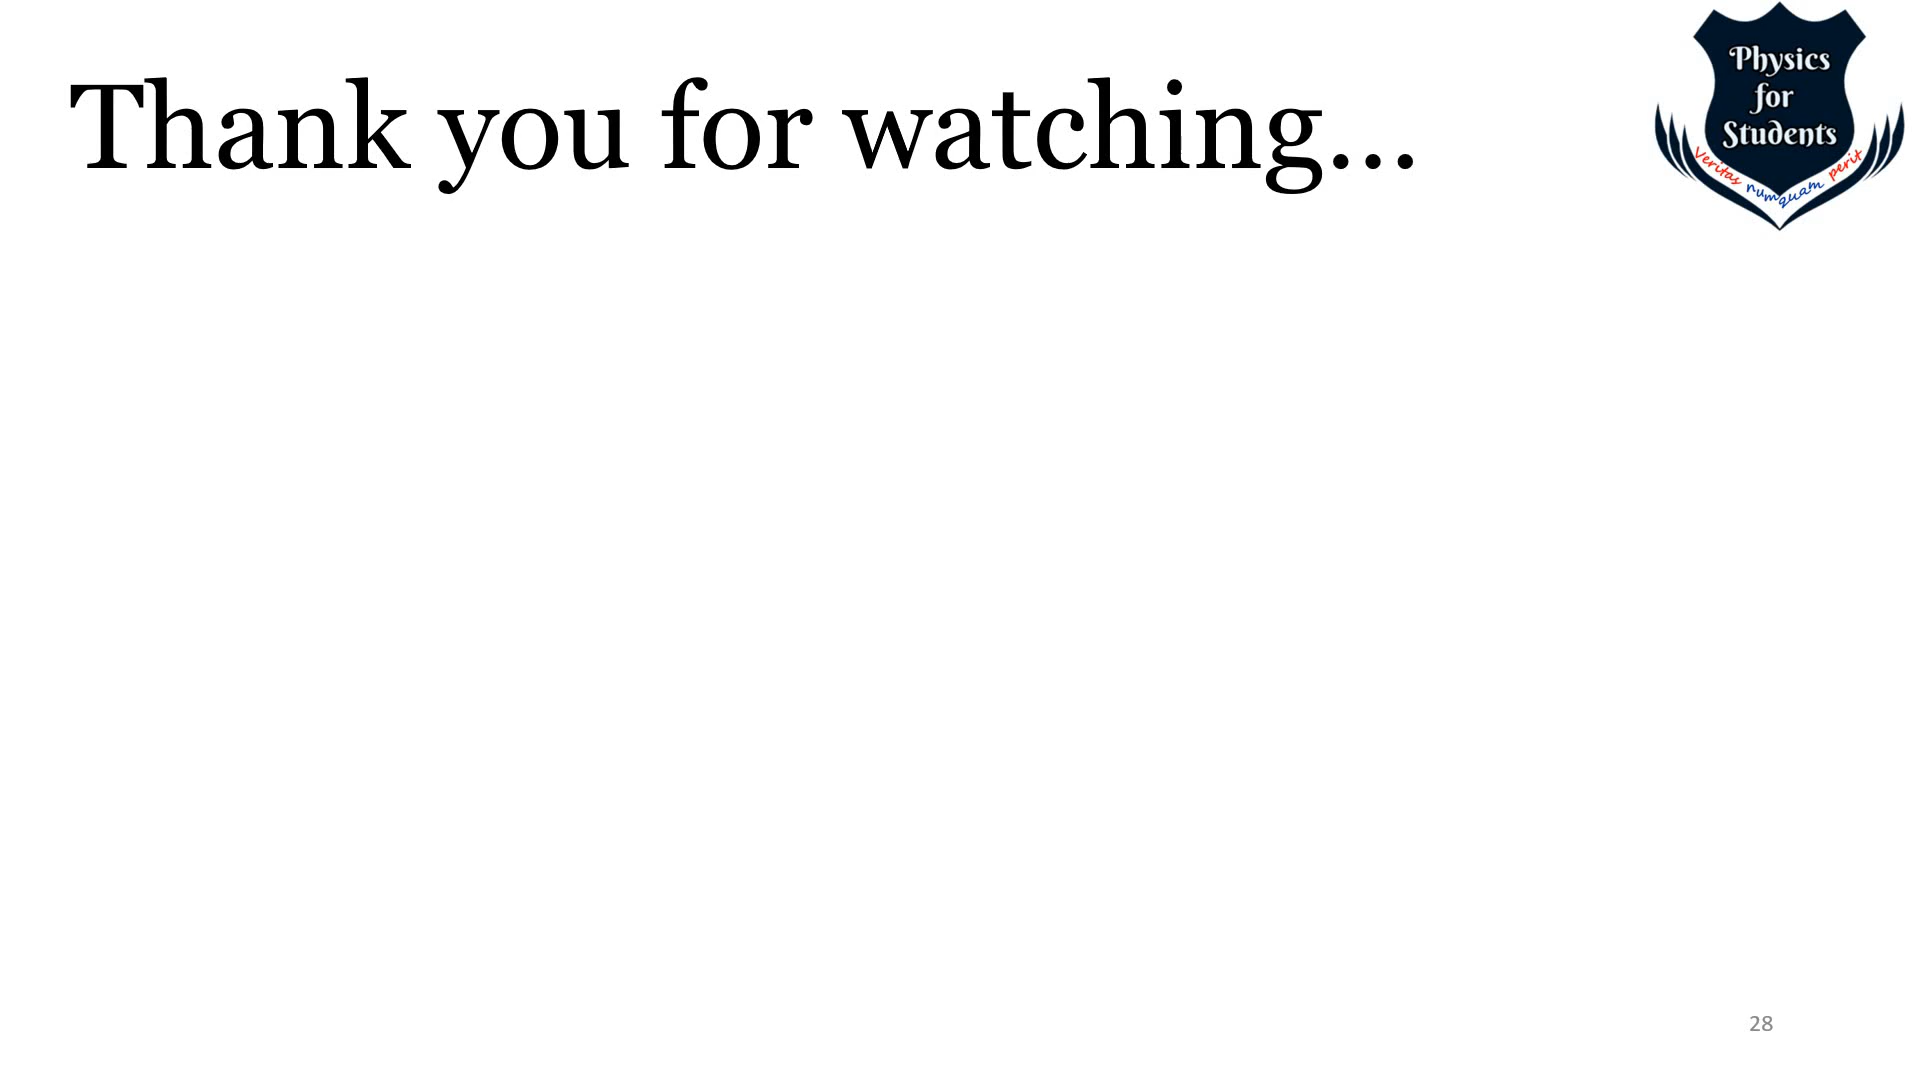 Thank you for watching...
Physics
for
Students
Veritas numquam perit
28